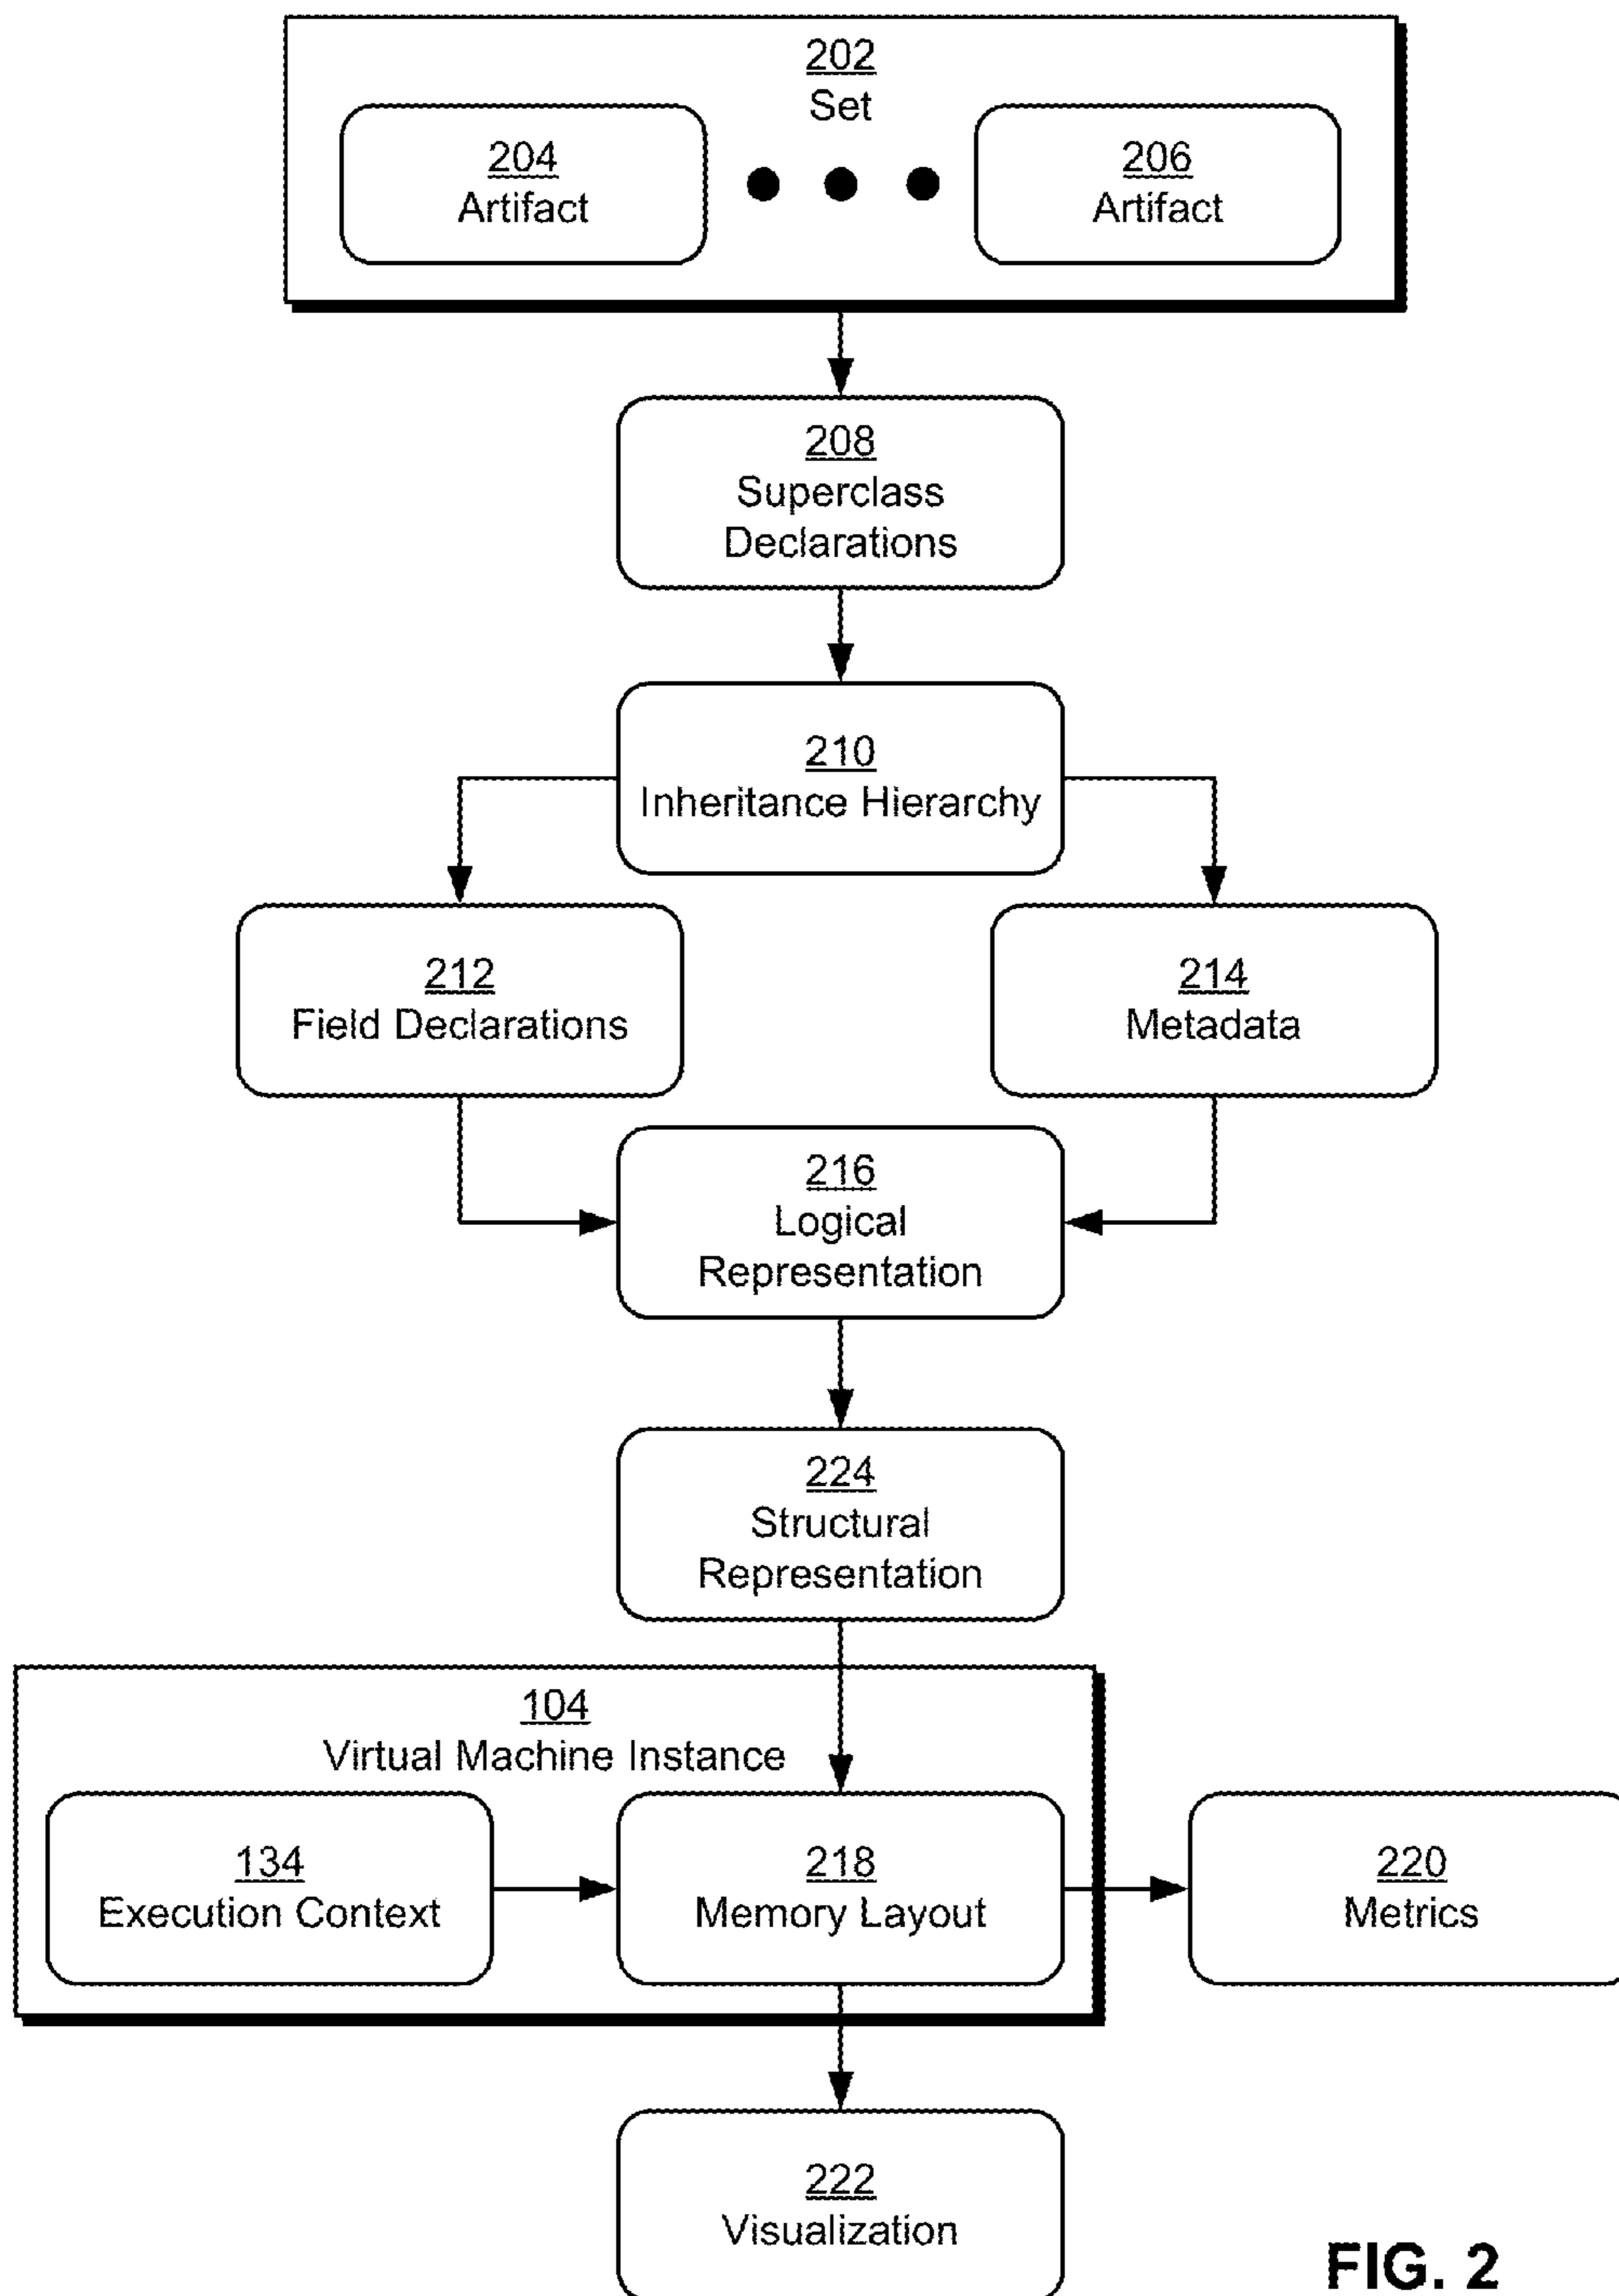 202
Set
204
Artifact
206
Artifact
208
Superclass
Declarations
210
Inheritance Hierarchy
212
Field Declarations
214
Metadata
216
Logical
Representation
224
Structural
Representation
104
Virtual Machine Instance
134
Execution Context
218
Memory Layout
220
Metrics
222
Visualization
FIG. 2